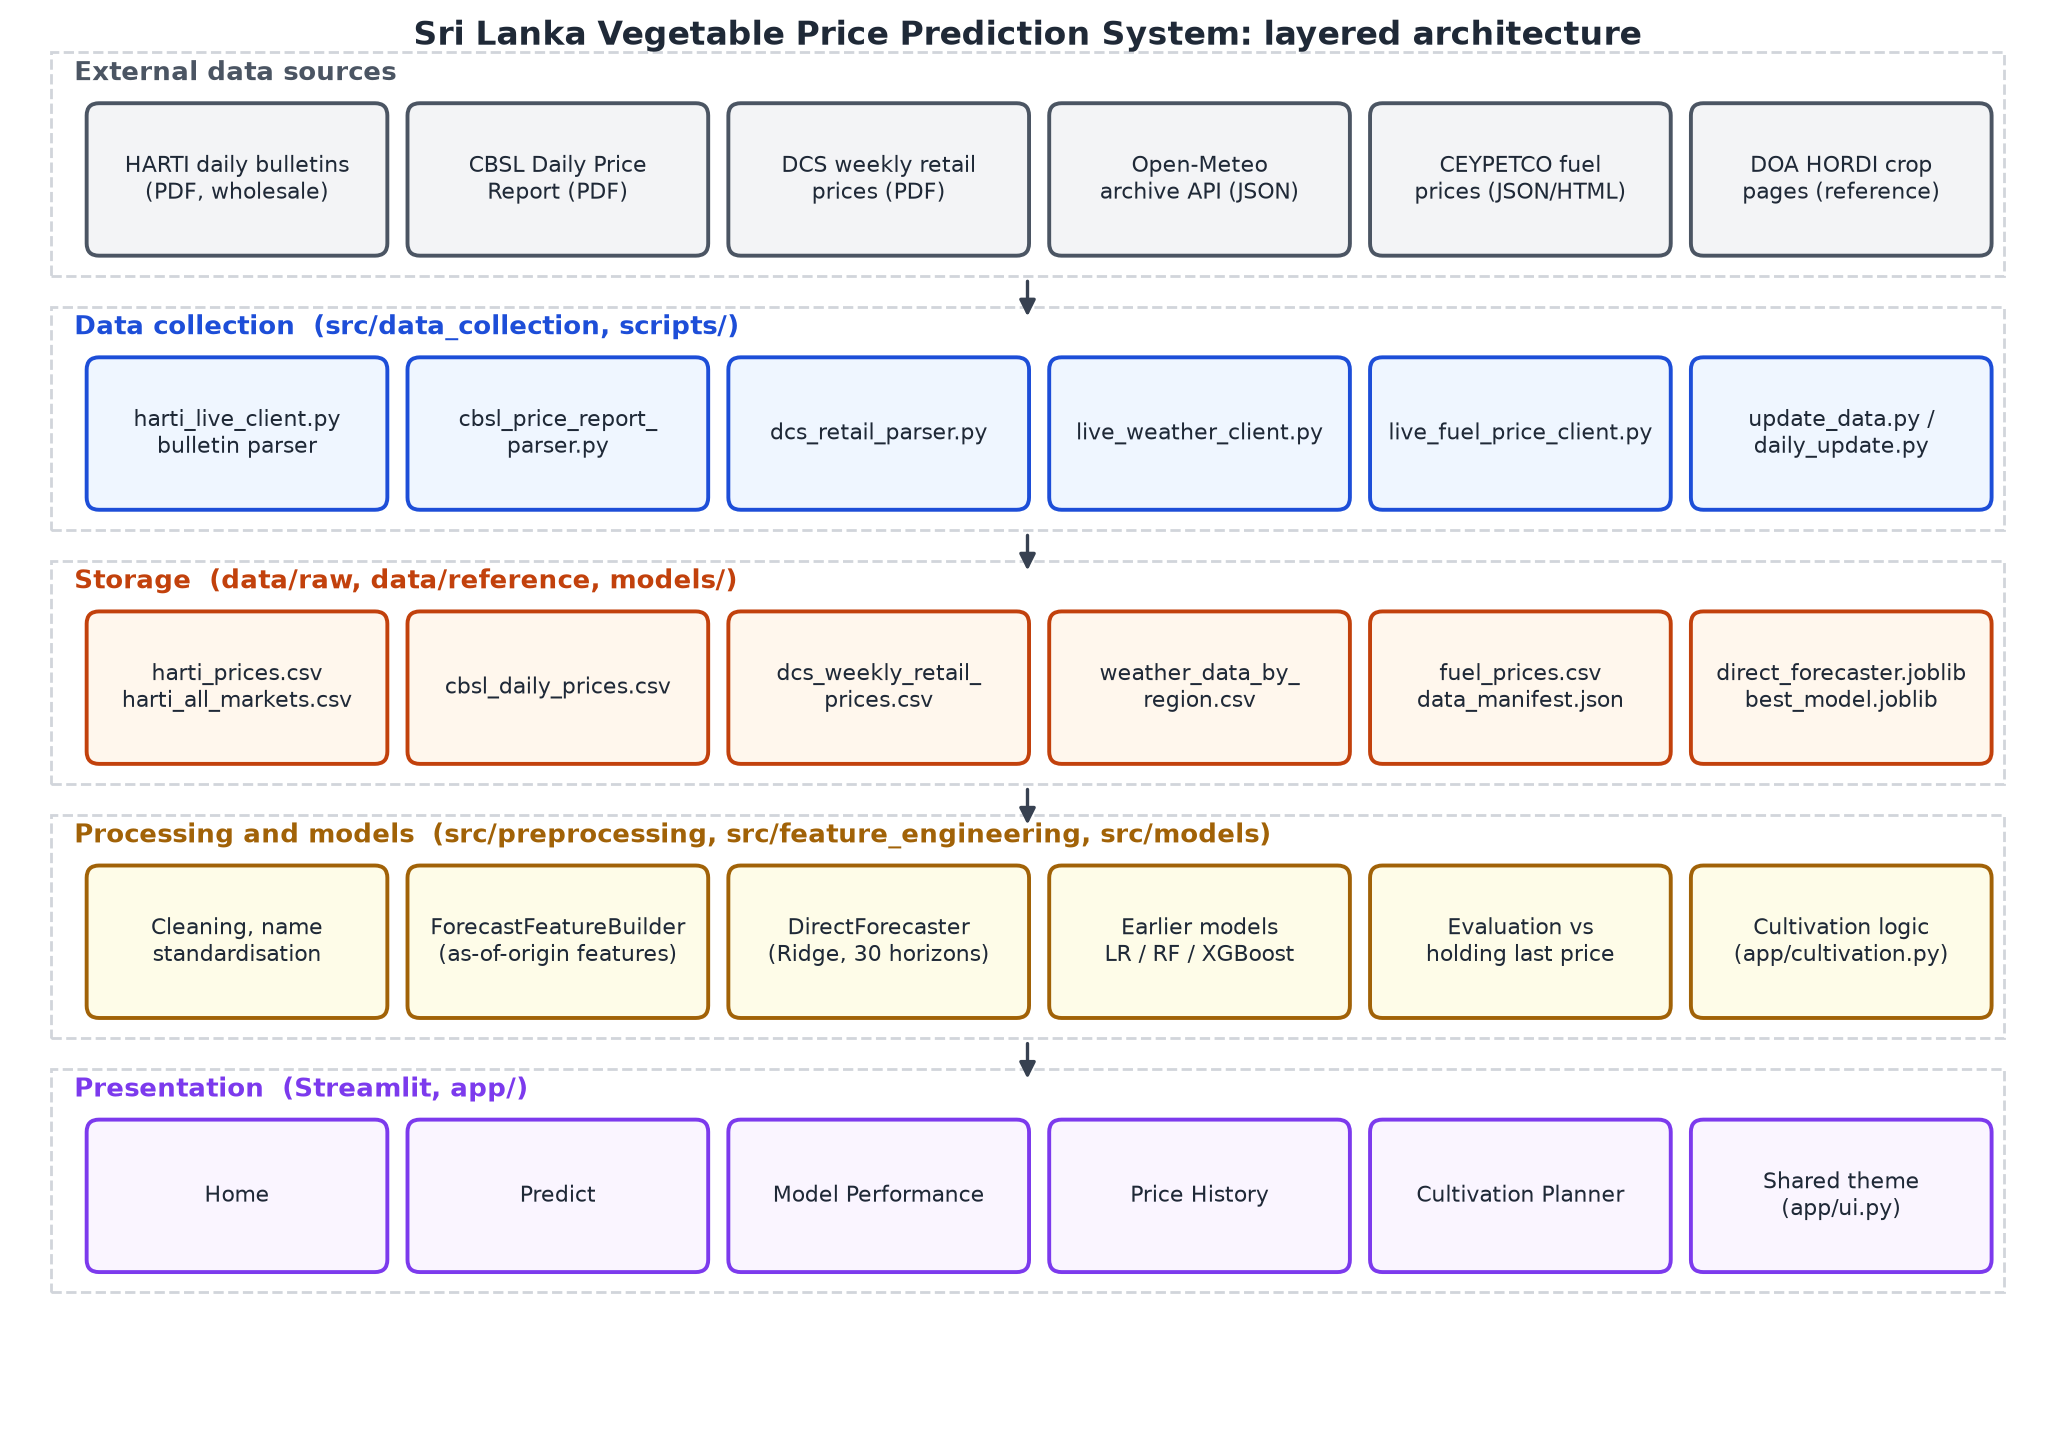 Sri Lanka Vegetable Price Prediction System: layered architecture
External data sources
HARTI daily bulletins
(PDF, wholesale)
CBSL Daily Price
Report (PDF)
DCS weekly retail
prices (PDF)
Open-Meteo
archive API (JSON)
CEYPETCO fuel
prices (JSON/HTML)
DOA HORDI crop
pages (reference)
Data collection  (src/data_collection, scripts/)
harti_live_client.py
bulletin parser
cbsl_price_report_
parser.py
dcs_retail_parser.py
live_weather_client.py
live_fuel_price_client.py
update_data.py /
daily_update.py
Storage  (data/raw, data/reference, models/)
harti_prices.csv
harti_all_markets.csv
cbsl_daily_prices.csv
dcs_weekly_retail_
prices.csv
weather_data_by_
region.csv
fuel_prices.csv
data_manifest.json
direct_forecaster.joblib
best_model.joblib
Processing and models  (src/preprocessing, src/feature_engineering, src/models)
Cleaning, name
standardisation
ForecastFeatureBuilder
(as-of-origin features)
DirectForecaster
(Ridge, 30 horizons)
Earlier models
LR / RF / XGBoost
Evaluation vs
holding last price
Cultivation logic
(app/cultivation.py)
Presentation  (Streamlit, app/)
Home
Predict
Model Performance
Price History
Cultivation Planner
Shared theme
(app/ui.py)